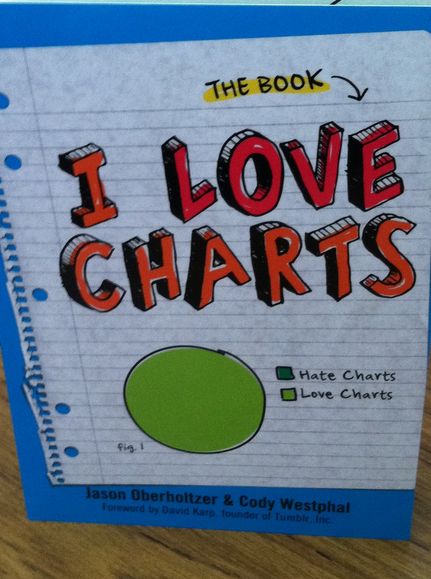 THE BOOK
I LOVE
CHARTS
Hate Charts
Love Charts
fig. 1
Jason Oberholtzer & Cody Westphal
Foreword by David Karp, founder of Tumblr, Inc.